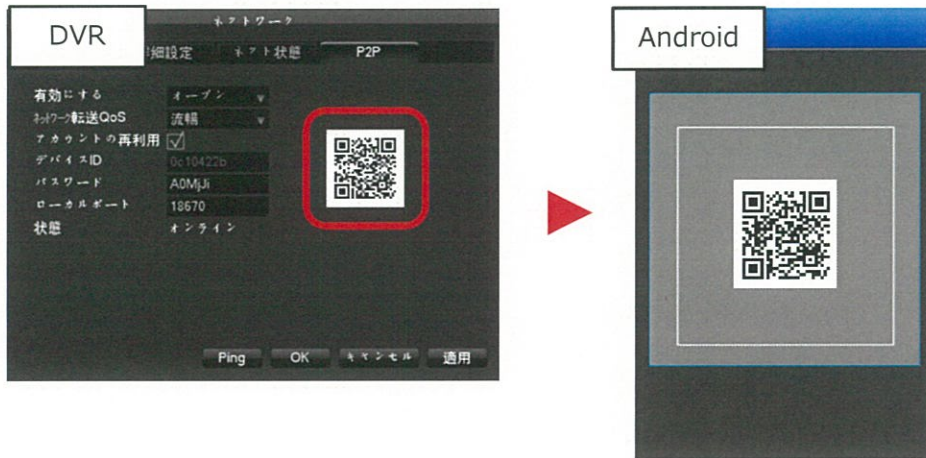 DVR
ネットワーク
細設定
ネット状態
P2P
有効にする
オープン
ネットワーク転送QoS
流暢
アカウントの再利用
デバイスID
0c10422b
パスワード
A0MjJi
ローカルポート
18670
状態
オンライン
Ping
OK
キャンセル
適用
Android